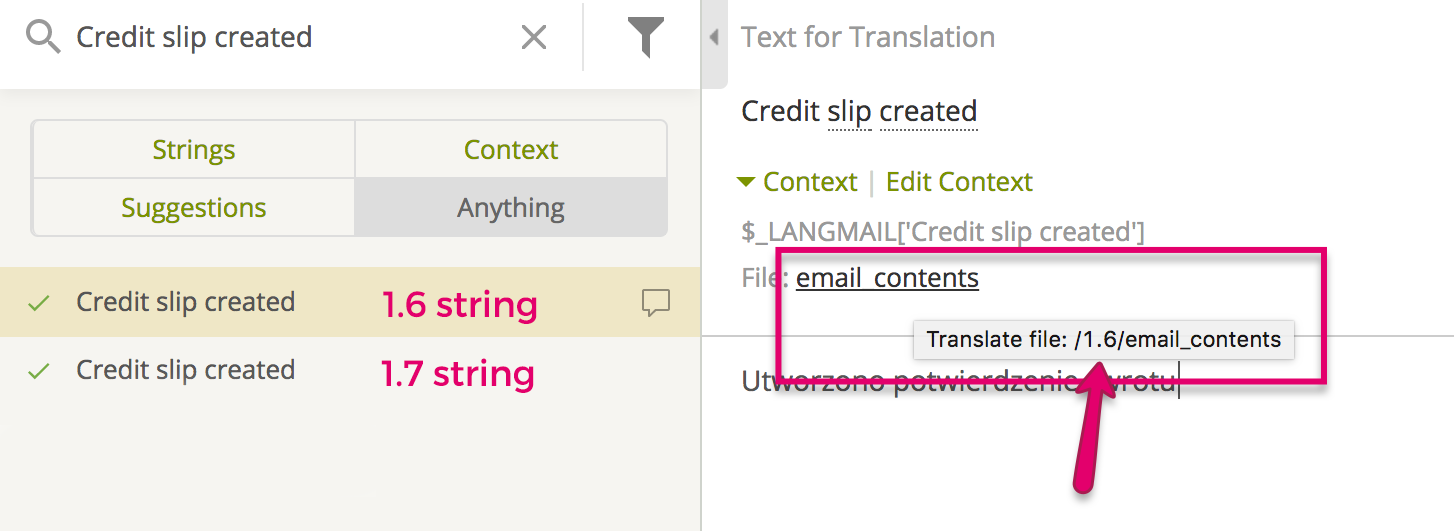 Credit slip created
Strings
Context
Suggestions
Anything
Credit slip created
1.6 string
Credit slip created
1.7 string
Text for Translation
Credit slip created
Context | Edit Context
$_LANGMAIL['Credit slip created']
File: email_contents
Translate file: /1.6/email_contents
Utworzono potwierdzenie zwrotu